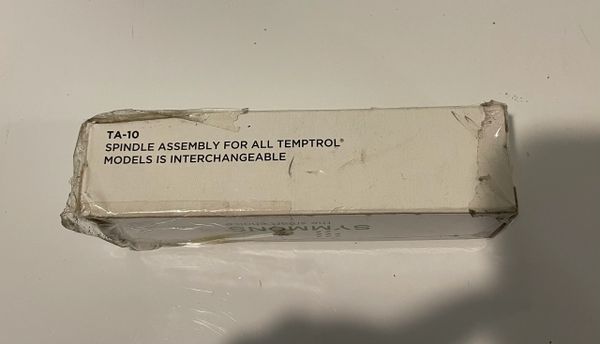 TA-10
SPINDLE ASSEMBLY FOR ALL TEMPTROL®
MODELS IS INTERCHANGEABLE
SYMMONS